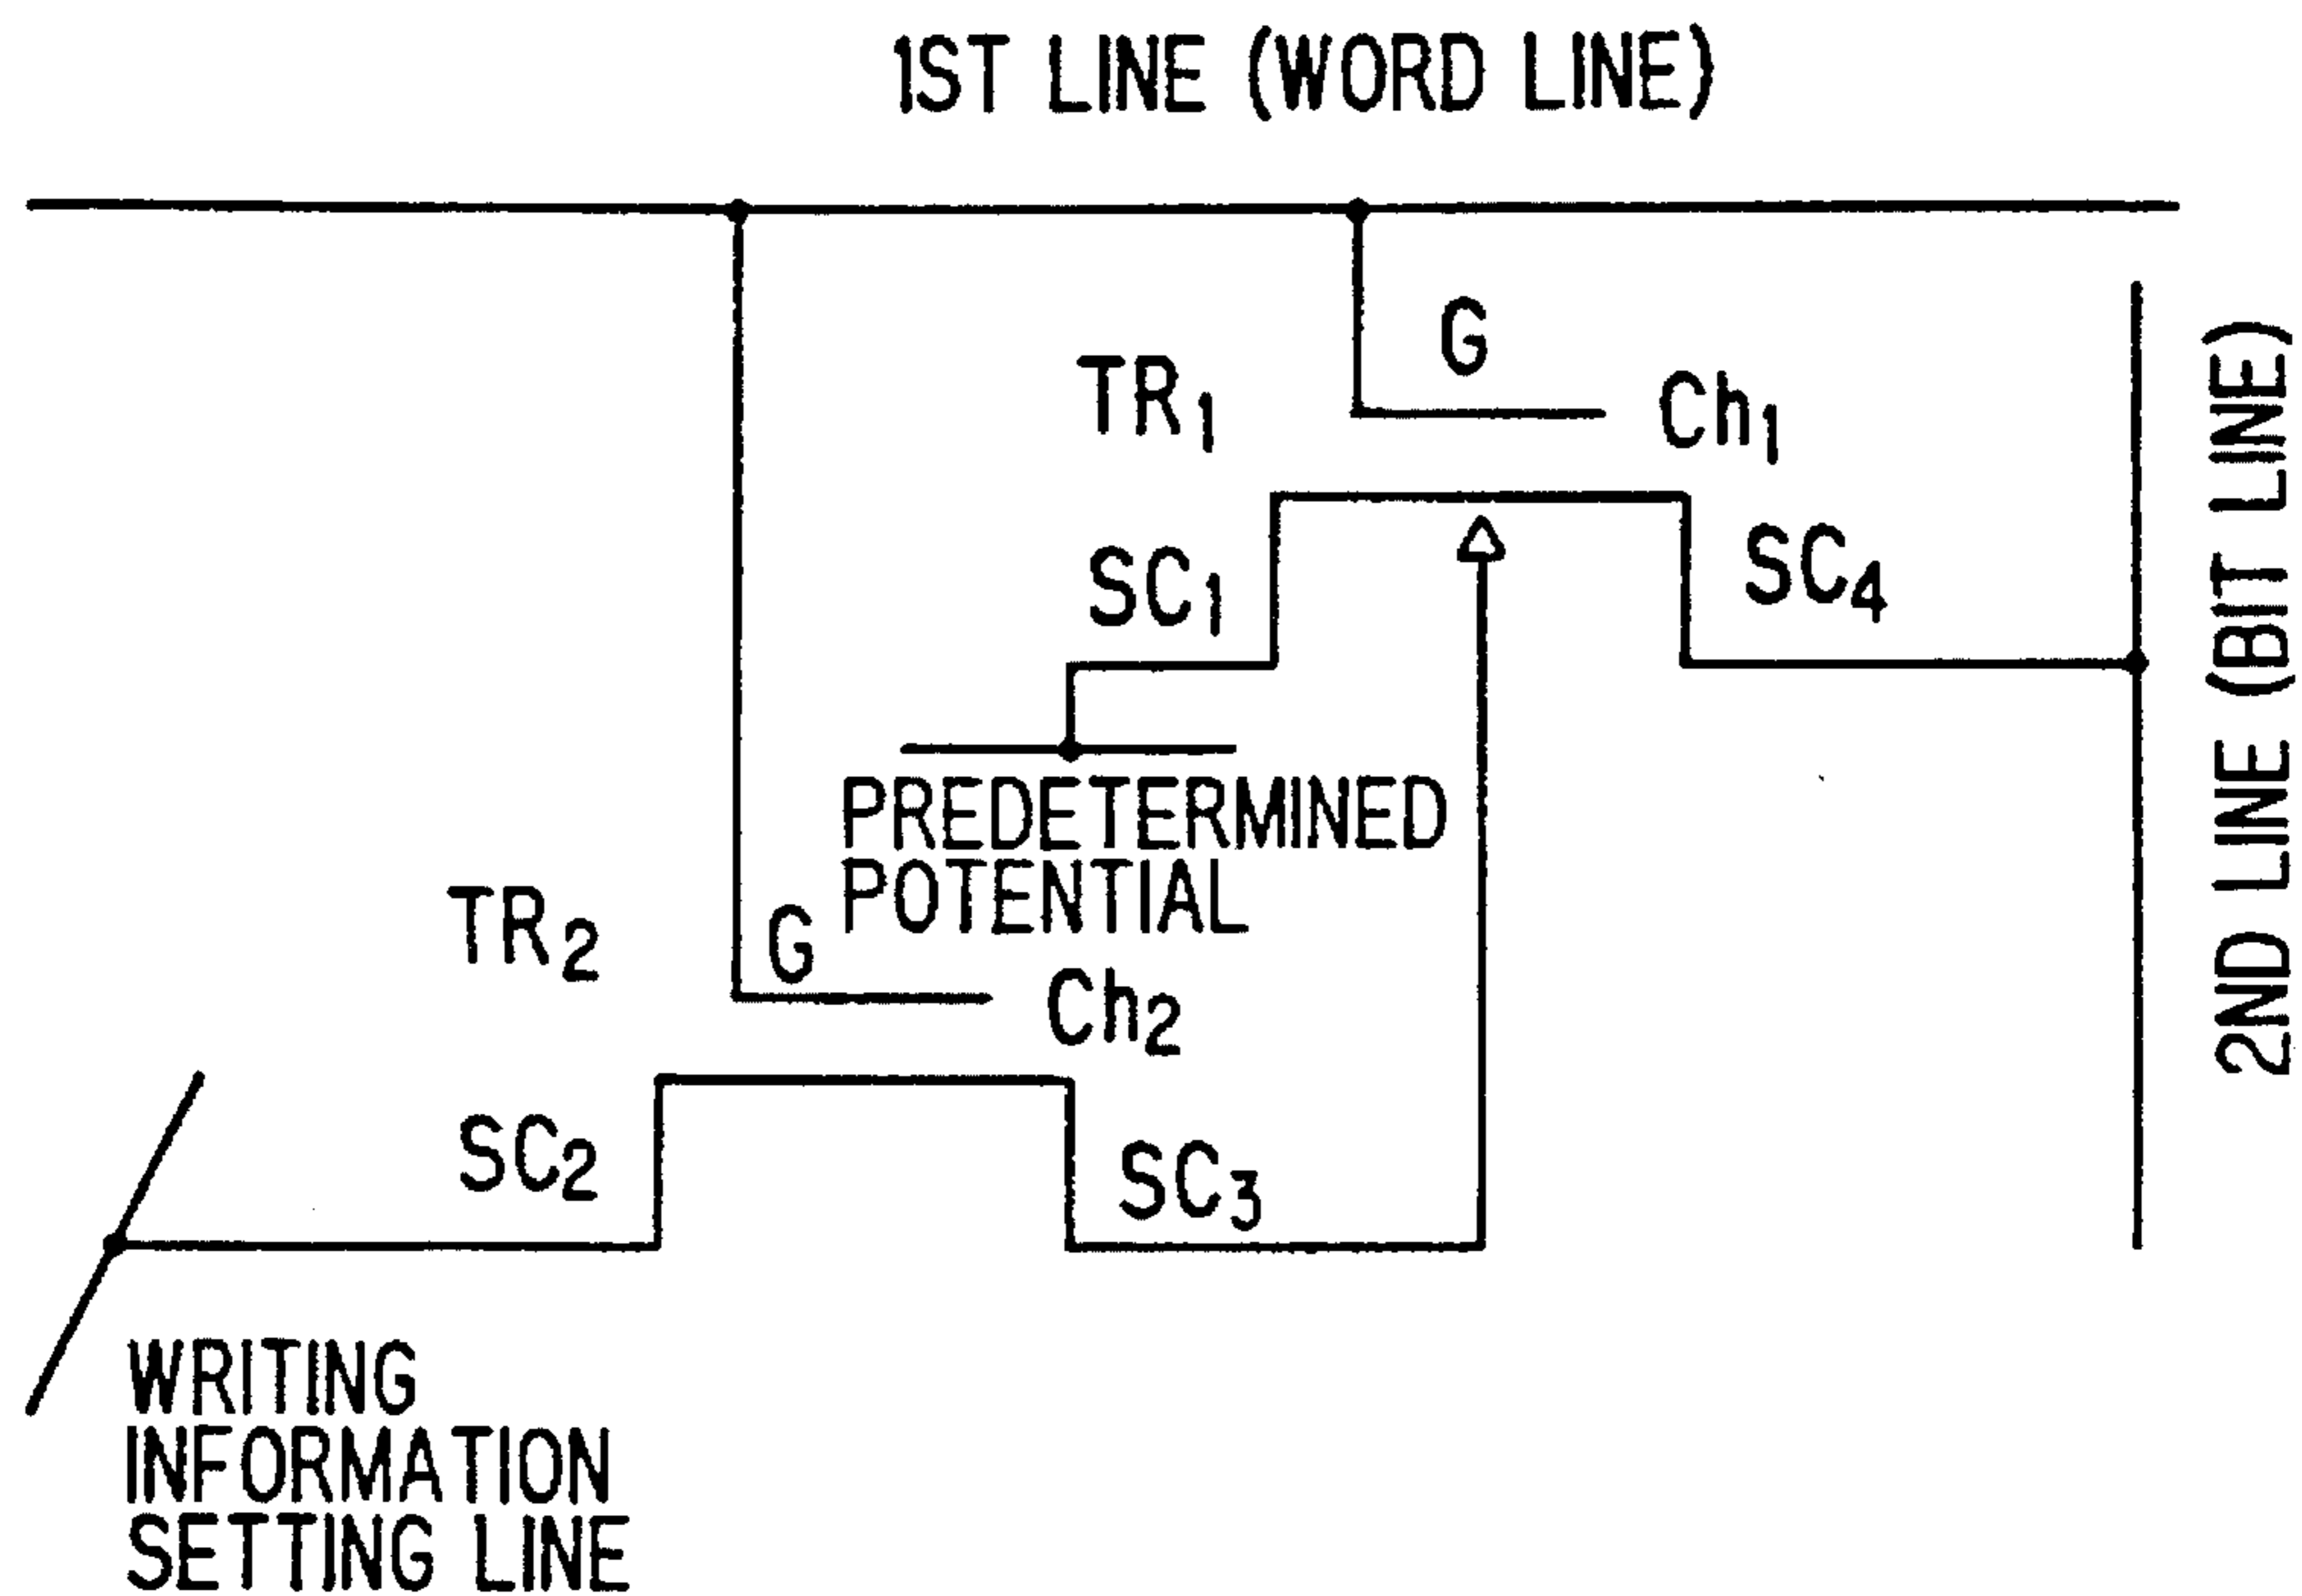 1ST LINE (WORD LINE)
G
TR1
Ch1
SC1
SC4
2ND LINE (BIT LINE)
PREDETERMINED
POTENTIAL
TR2
G
Ch2
SC2
SC3
WRITING
INFORMATION
SETTING LINE